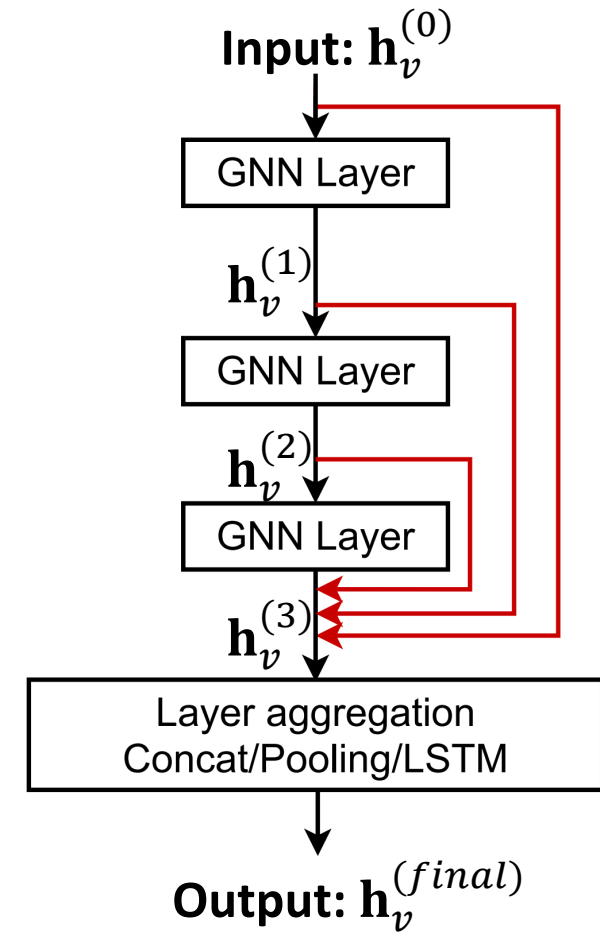 Input: h_v^(0)
GNN Layer
h_v^(1)
GNN Layer
h_v^(2)
GNN Layer
h_v^(3)
Layer aggregation
Concat/Pooling/LSTM
Output: h_v^(final)